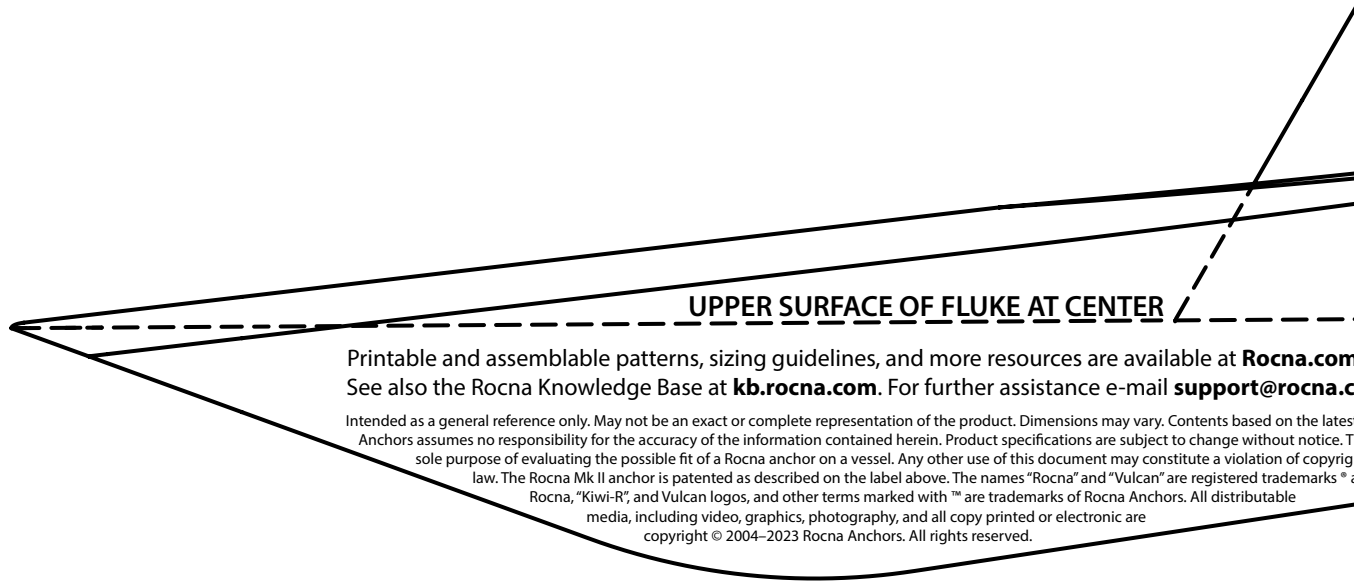 UPPER SURFACE OF FLUKE AT CENTER
Printable and assemblable patterns, sizing guidelines, and more resources are available at Rocna.com
See also the Rocna Knowledge Base at kb.rocna.com. For further assistance e-mail support@rocna.c
Intended as a general reference only. May not be an exact or complete representation of the product. Dimensions may vary. Contents based on the latest
Anchors assumes no responsibility for the accuracy of the information contained herein. Product specifications are subject to change without notice. T
sole purpose of evaluating the possible fit of a Rocna anchor on a vessel. Any other use of this document may constitute a violation of copyrig
law. The Rocna Mk II anchor is patented as described on the label above. The names “Rocna” and “Vulcan” are registered trademarks ® a
Rocna, “Kiwi-R”, and Vulcan logos, and other terms marked with ™ are trademarks of Rocna Anchors. All distributable
media, including video, graphics, photography, and all copy printed or electronic are
copyright © 2004–2023 Rocna Anchors. All rights reserved.